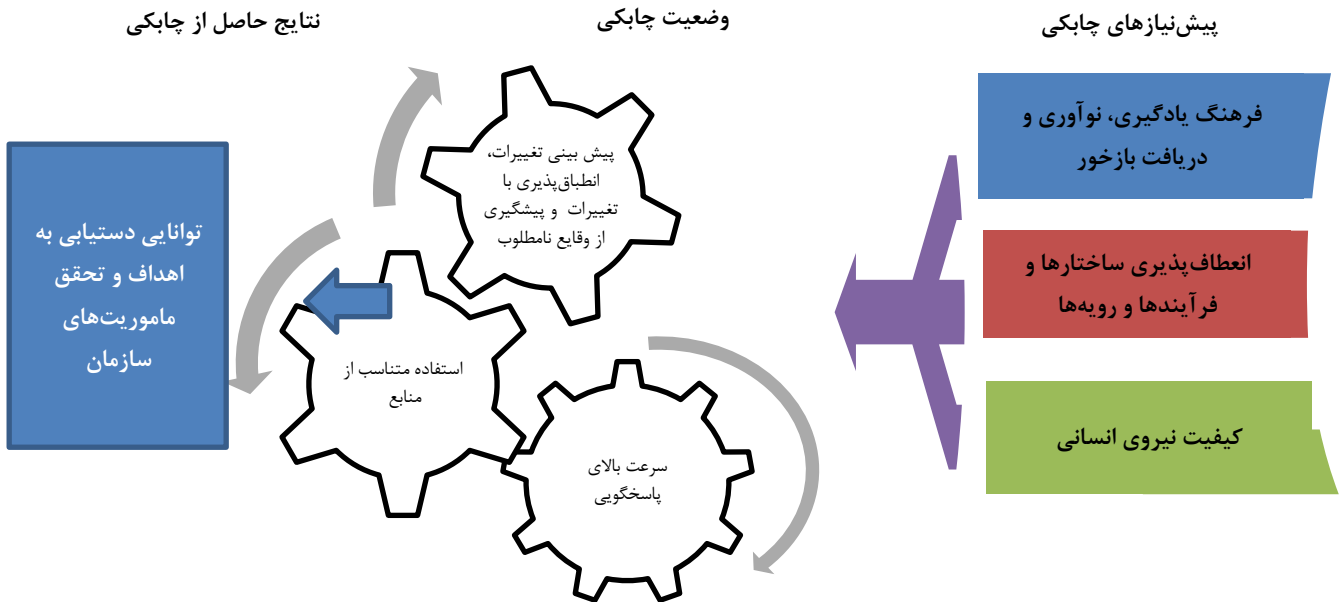 پیش‌نیازهای چابکی
وضعیت چابکی
نتایج حاصل از چابکی
فرهنگ یادگیری، نوآوری و
دریافت بازخور
انعطاف‌پذیری ساختارها و
فرآیندها و رویه‌ها
کیفیت نیروی انسانی
پیش بینی تغییرات،
انطباق‌پذیری با
تغییرات و پیشگیری
از وقایع نامطلوب
استفاده متناسب از
منابع
سرعت بالای
پاسخگویی
توانایی دستیابی به
اهداف و تحقق
ماموریت‌های
سازمان